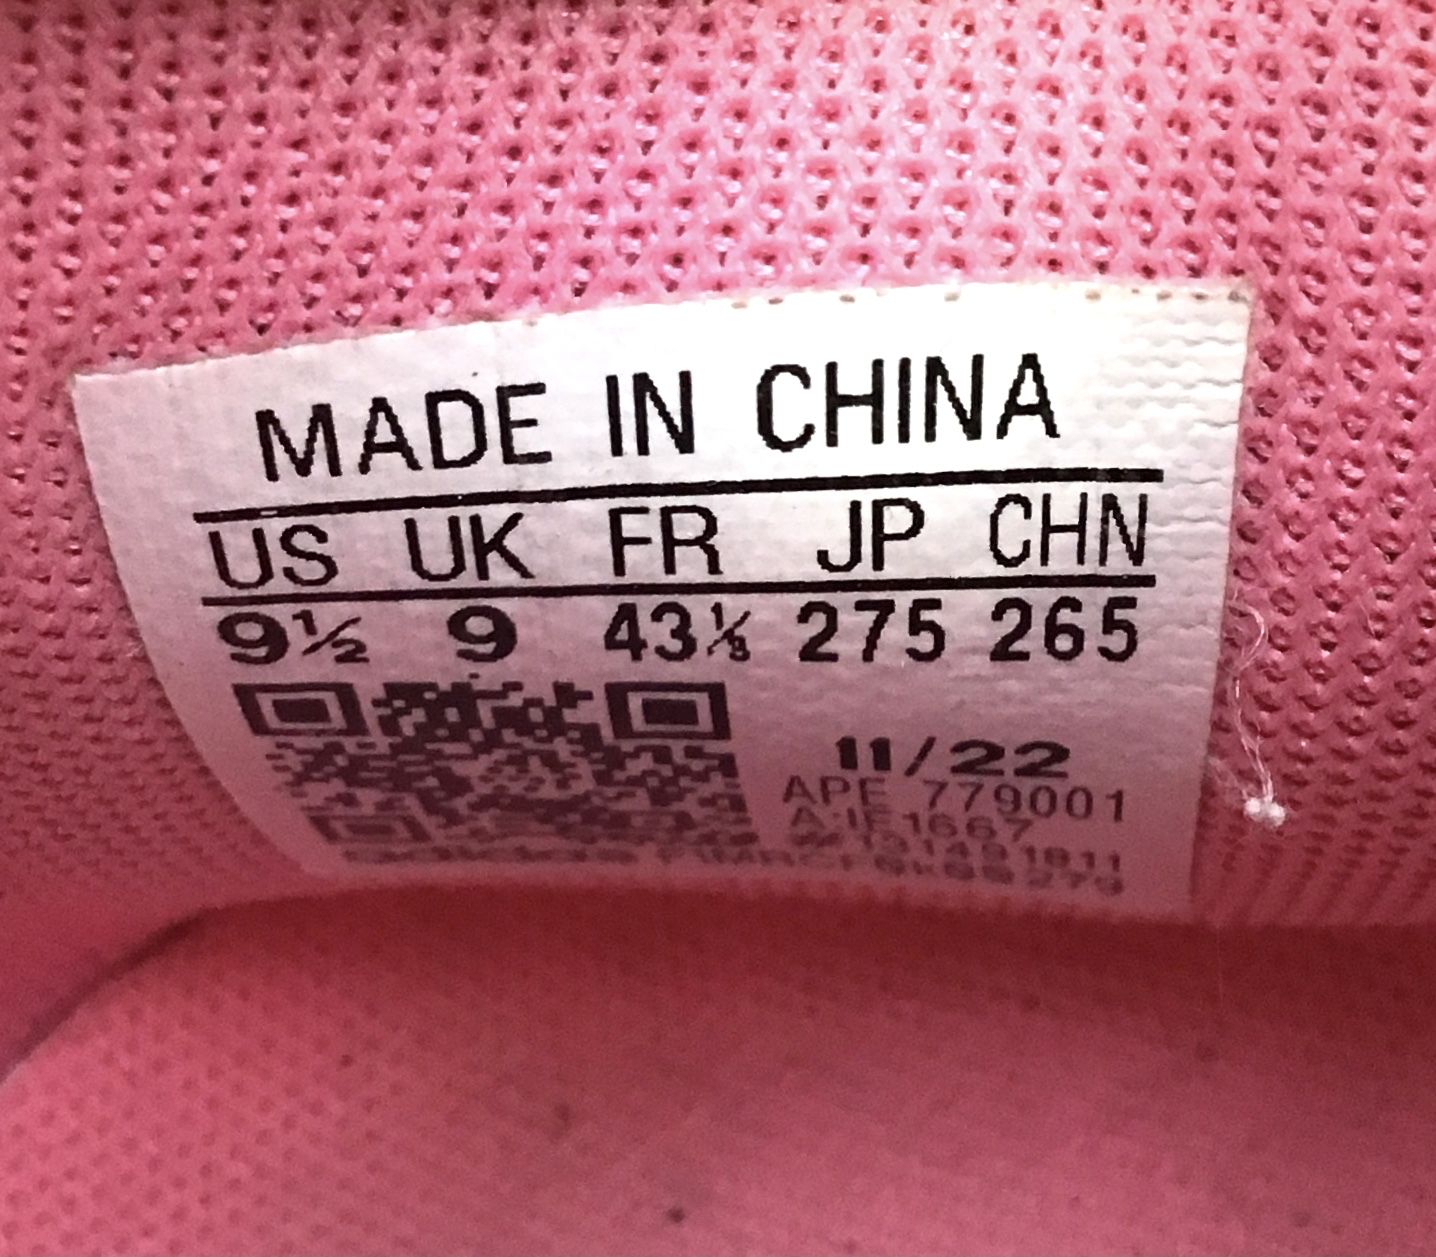 MADE IN CHINA
US UK FR JP CHN
9½ 9 43⅓ 275 265
11/22
APE 779001
adidas